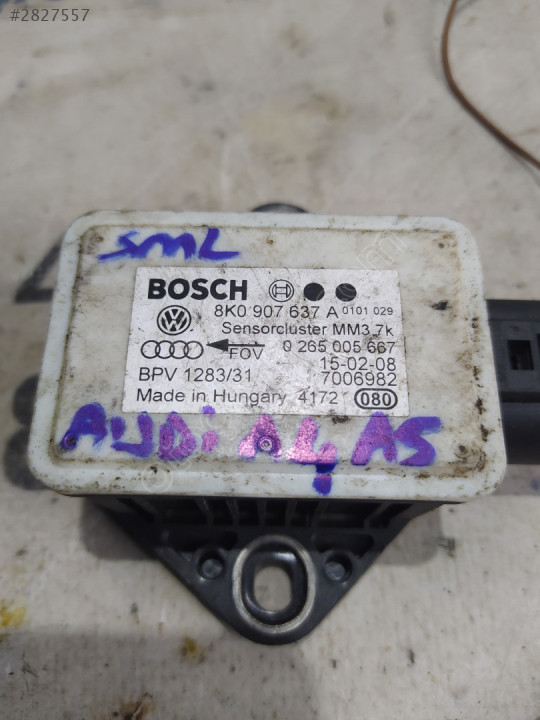 #2827557
SML
BOSCH
8K0 907 637 A 0101 029
Sensorcluster MM3.7k
FOV 0 265 005 667
15-02-08
BPV 1283/31 7006982
Made in Hungary 4172 080
AUDi A4 A5